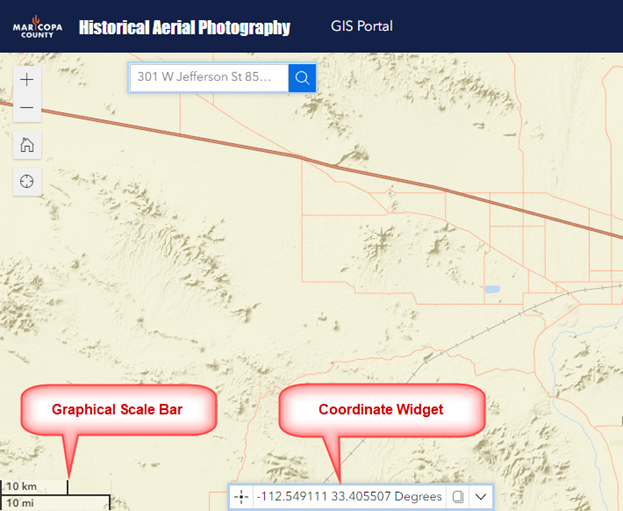 MARICOPA
COUNTY
Historical Aerial Photography
GIS Portal
301 W Jefferson St 85...
Graphical Scale Bar
Coordinate Widget
10 km
10 mi
-112.549111 33.405507 Degrees